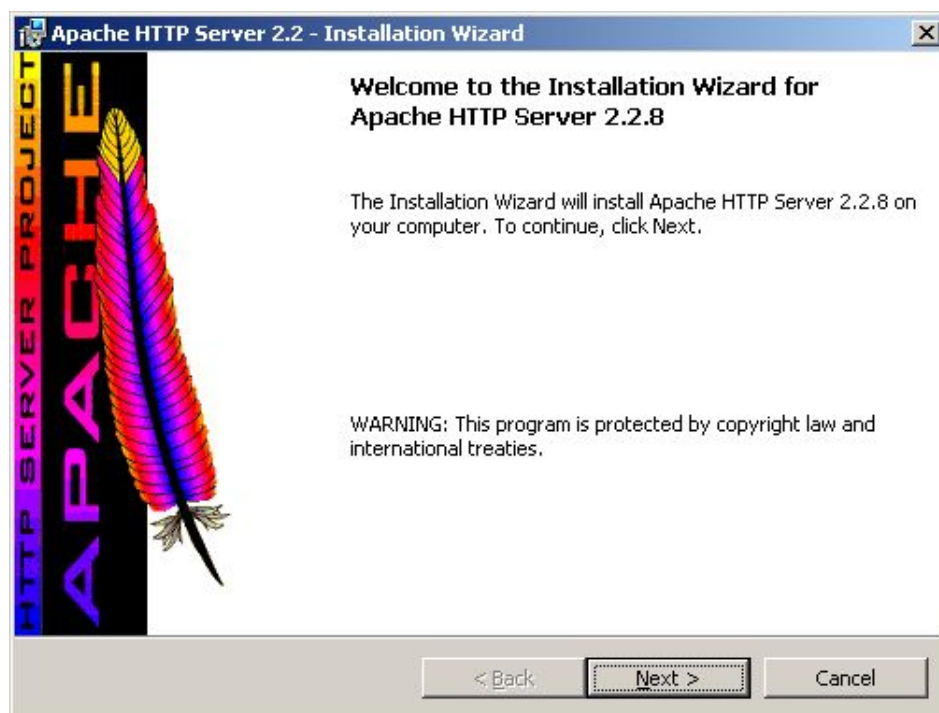 Apache HTTP Server 2.2 - Installation Wizard
HTTP SERVER PROJECT
APACHE
Welcome to the Installation Wizard for
Apache HTTP Server 2.2.8
The Installation Wizard will install Apache HTTP Server 2.2.8 on
your computer. To continue, click Next.
WARNING: This program is protected by copyright law and
international treaties.
< Back
Next >
Cancel